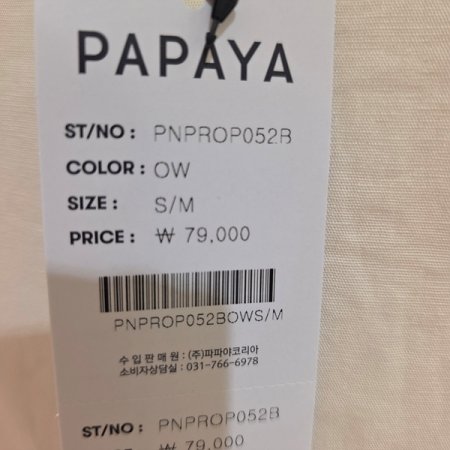 PAPAYA
ST/NO : PNPROP052B
COLOR : OW
SIZE : S/M
PRICE : ₩ 79,000
PNPROP052BOWS/M
수 입 판 매 원 : (주)파파야코리아
소비자상담실 : 031-766-6978
ST/NO : PNPROP052B
₩ 79,000